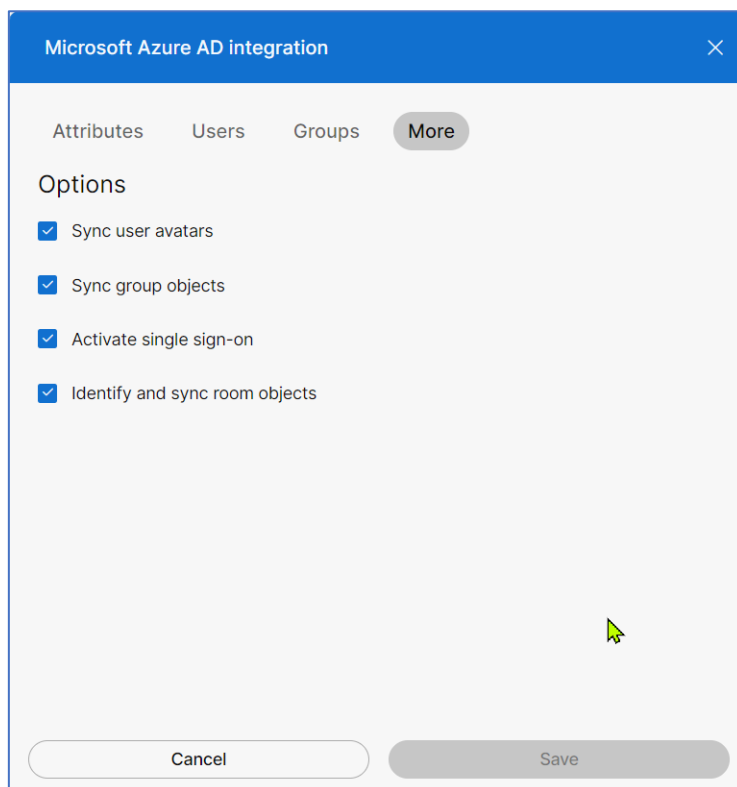 Microsoft Azure AD integration
Attributes Users Groups More
Options
Sync user avatars
Sync group objects
Activate single sign-on
Identify and sync room objects
Cancel Save